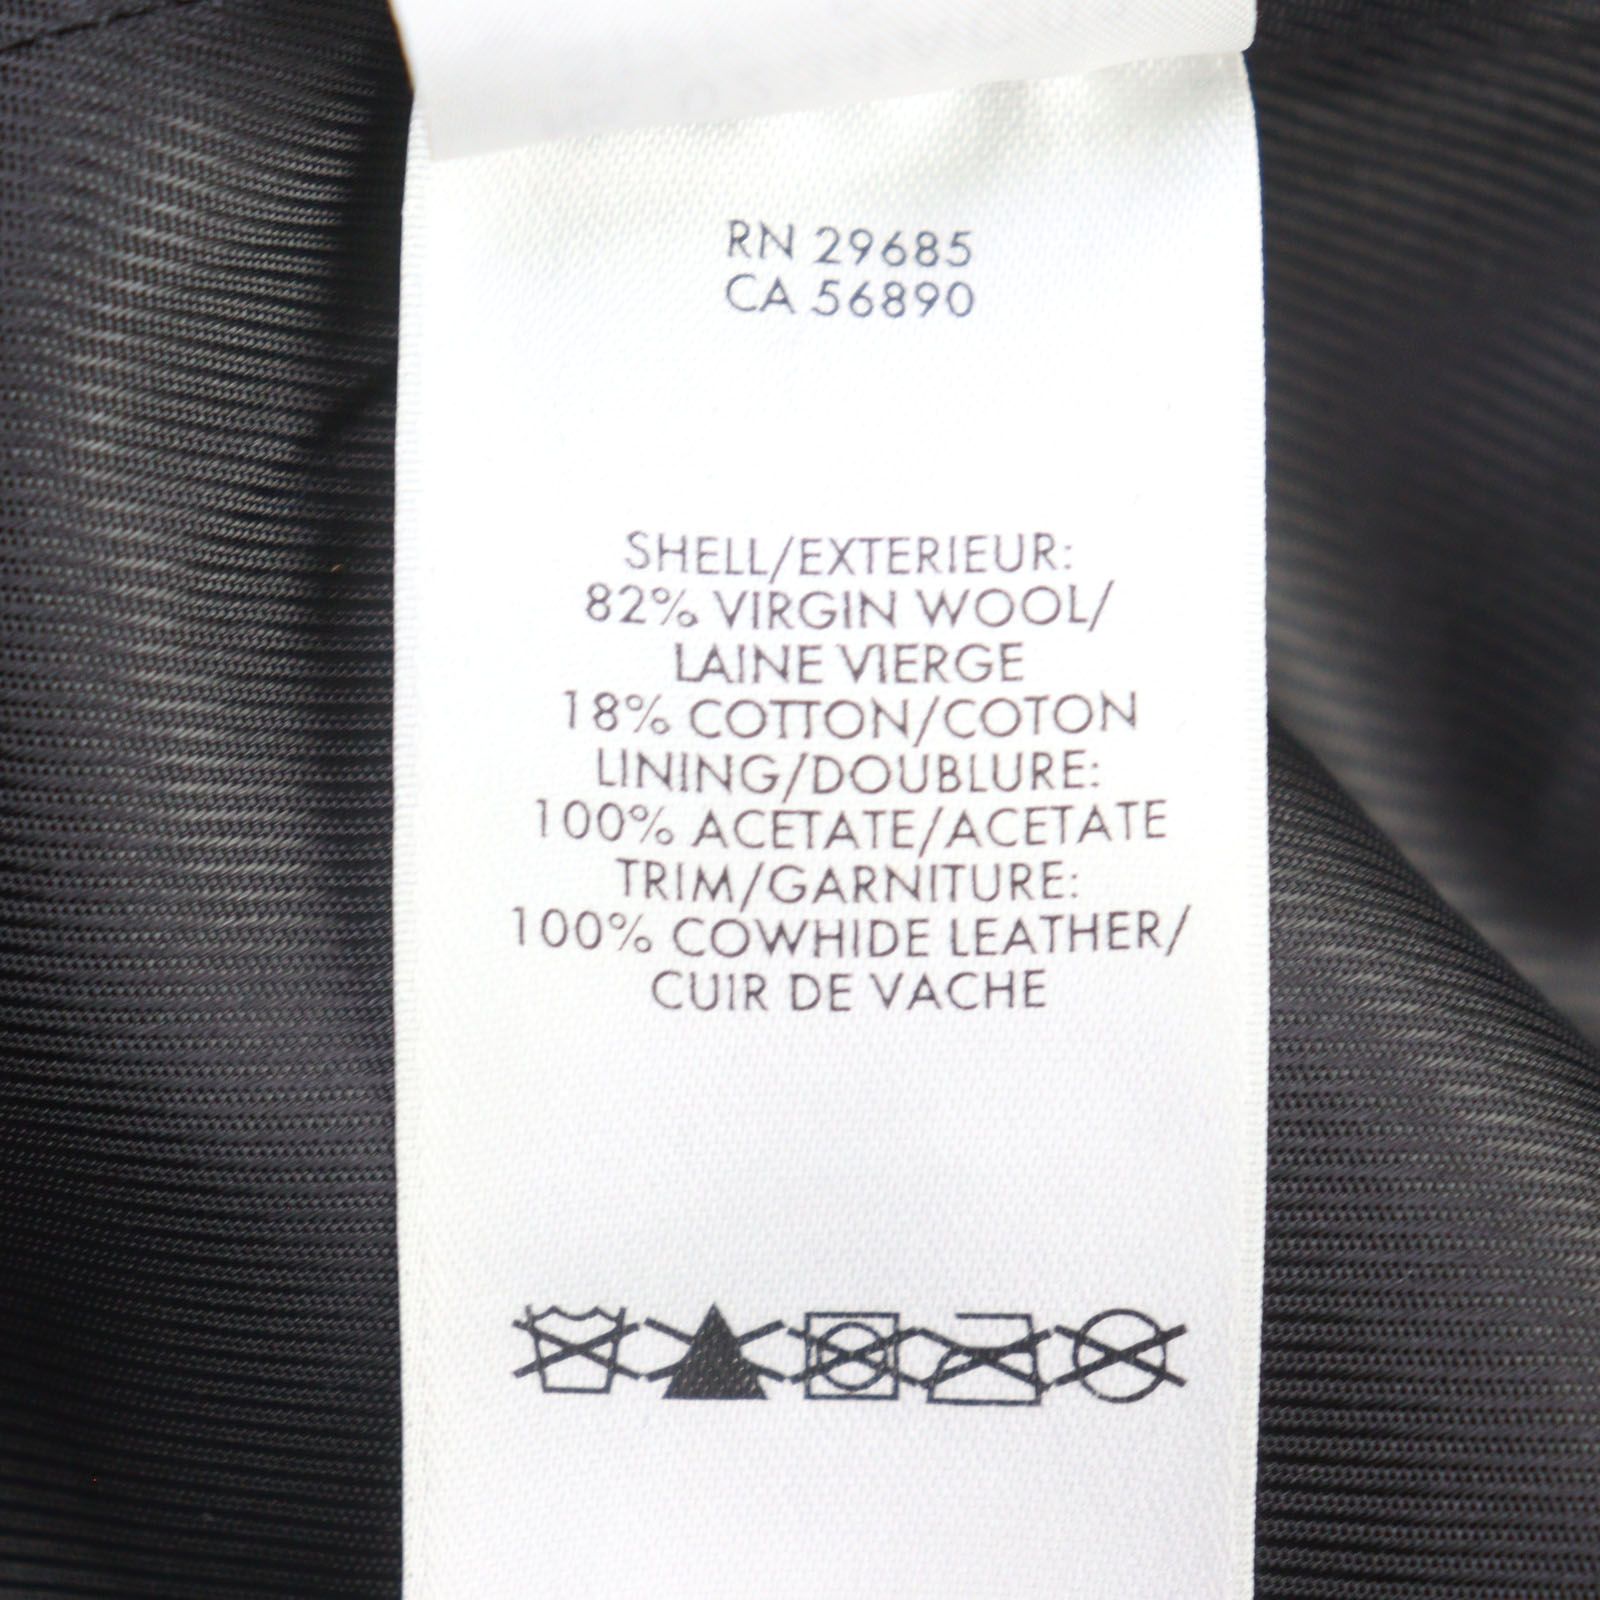 RN 29685
CA 56890
SHELL/EXTERIEUR:
82% VIRGIN WOOL/
LAINE VIERGE
18% COTTON/COTON
LINING/DOUBLURE:
100% ACETATE/ACETATE
TRIM/GARNITURE:
100% COWHIDE LEATHER/
CUIR DE VACHE